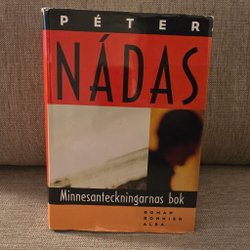 PÉTER
NÁDAS
Minnesanteckningarnas bok
ROMAN
BONNIER
ALBA